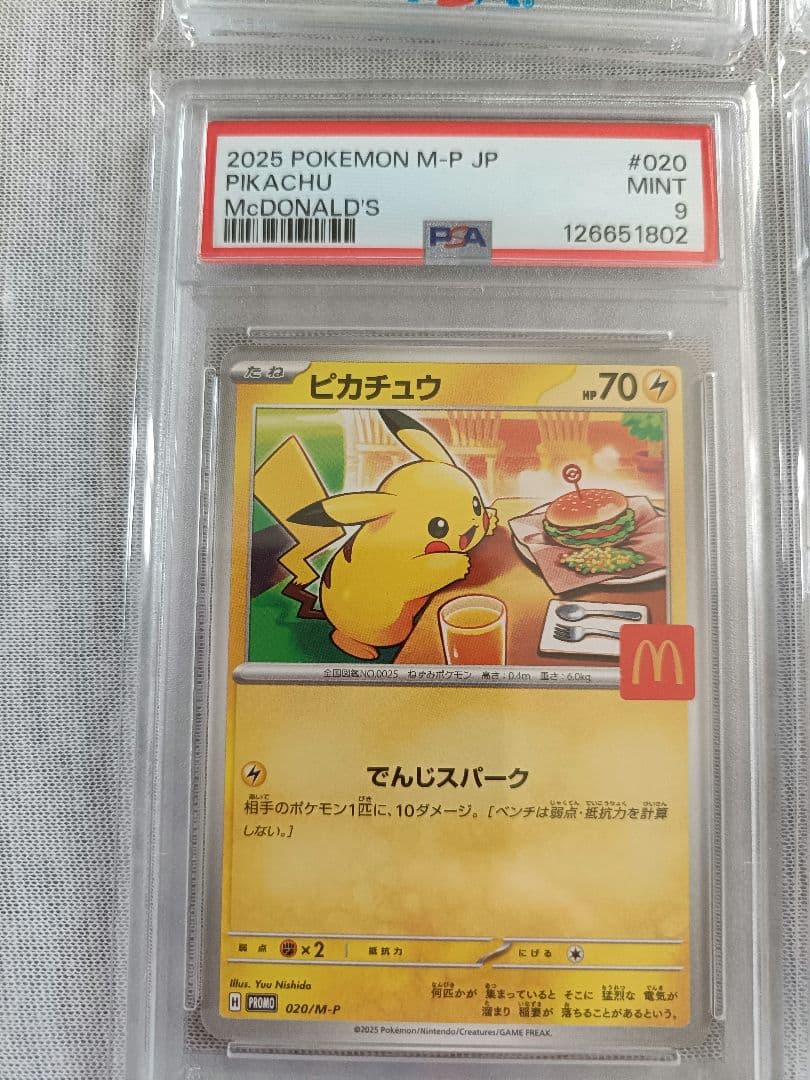 2025 POKEMON M-P JP #020
PIKACHU MINT
McDONALD'S 9
PSA 126651802
たね ピカチュウ HP70
全国図鑑NO.0025 ねずみポケモン 高さ:0.4m 重さ:6.0kg
M
でんじスパーク
相手のポケモン1匹に、10ダメージ。[ベンチは弱点・抵抗力を計算
しない。]
弱点 ×2 抵抗力 にげる
Illus. Yuu Nishida
何匹かが 集まっていると そこに 猛烈な 電気が
H PROMO 020/M-P 溜まり 稲妻が 落ちることがあるという。
©2025 Pokémon/Nintendo/Creatures/GAME FREAK.